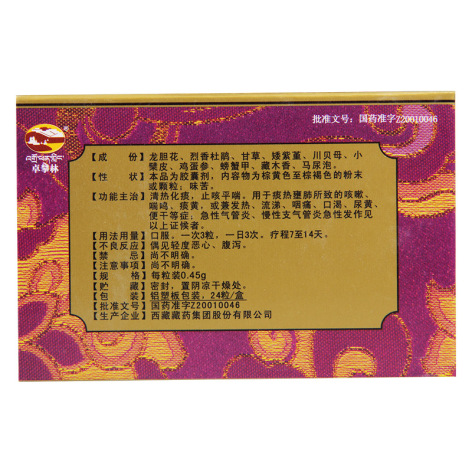 批准文号：国药准字Z20010046
卓攀林
【成　　份】龙胆花、烈香杜鹃、甘草、矮紫堇、川贝母、小
檗皮、鸡蛋参、螃蟹甲、藏木香、马尿泡。
【性　　状】本品为胶囊剂，内容物为棕黄色至棕褐色的粉末
或颗粒；味苦。
【功能主治】清热化痰，止咳平喘。用于痰热壅肺所致的咳嗽、
喘鸣、痰黄，或兼发热、流涕、咽痛、口渴、尿黄、
便干等症；急性气管炎、慢性支气管炎急性发作见
以上证候者。
【用法用量】口服。一次3粒，一日3次。疗程7至14天。
【不良反应】偶见轻度恶心、腹泻。
【禁　　忌】尚不明确。
【注意事项】尚不明确。
【规　　格】每粒装0.45g
【贮　　藏】密封，置阴凉干燥处。
【包　　装】铝塑板包装，24粒/盒
【批准文号】国药准字Z20010046
【生产企业】西藏藏药集团股份有限公司